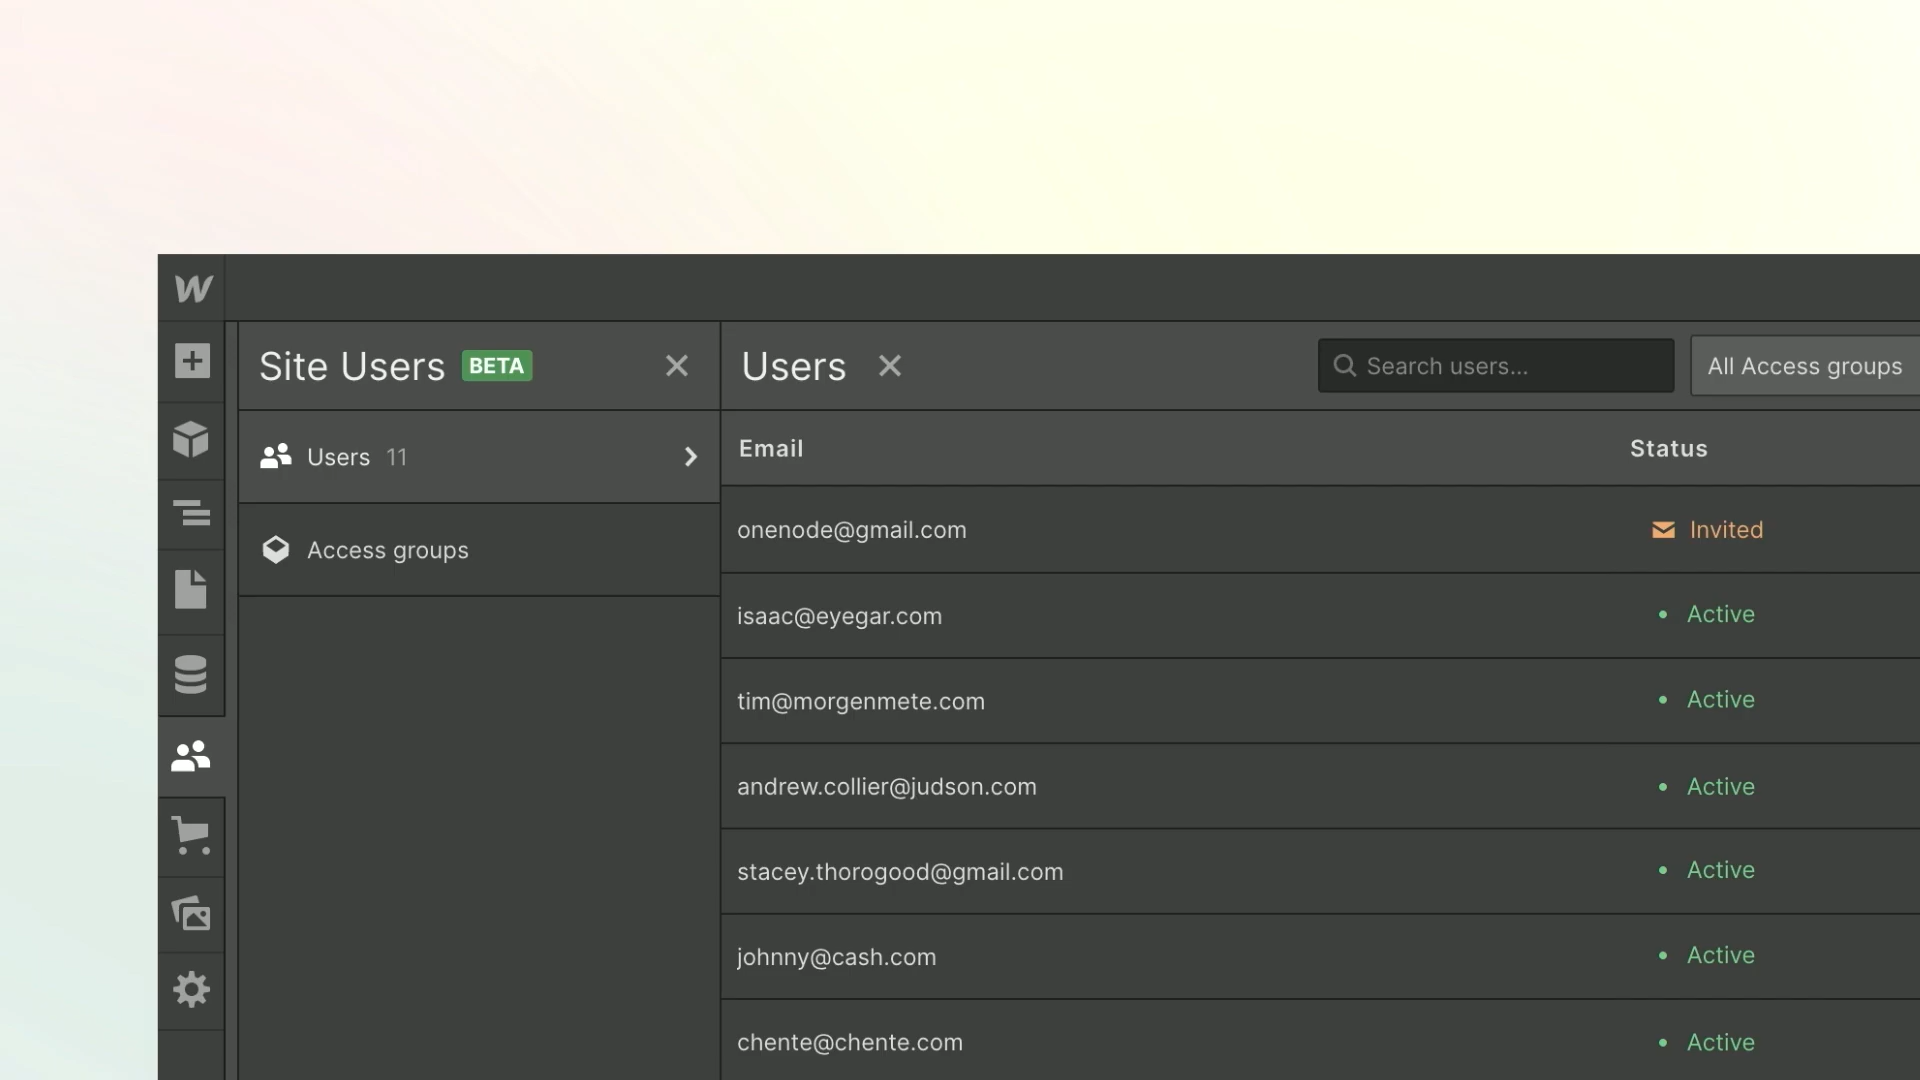 W
Site Users BETA
Users 11
Access groups
Users
Search users...
All Access groups
Email Status
onenode@gmail.com Invited
isaac@eyegar.com Active
tim@morgenmete.com Active
andrew.collier@judson.com Active
stacey.thorogood@gmail.com Active
johnny@cash.com Active
chente@chente.com Active